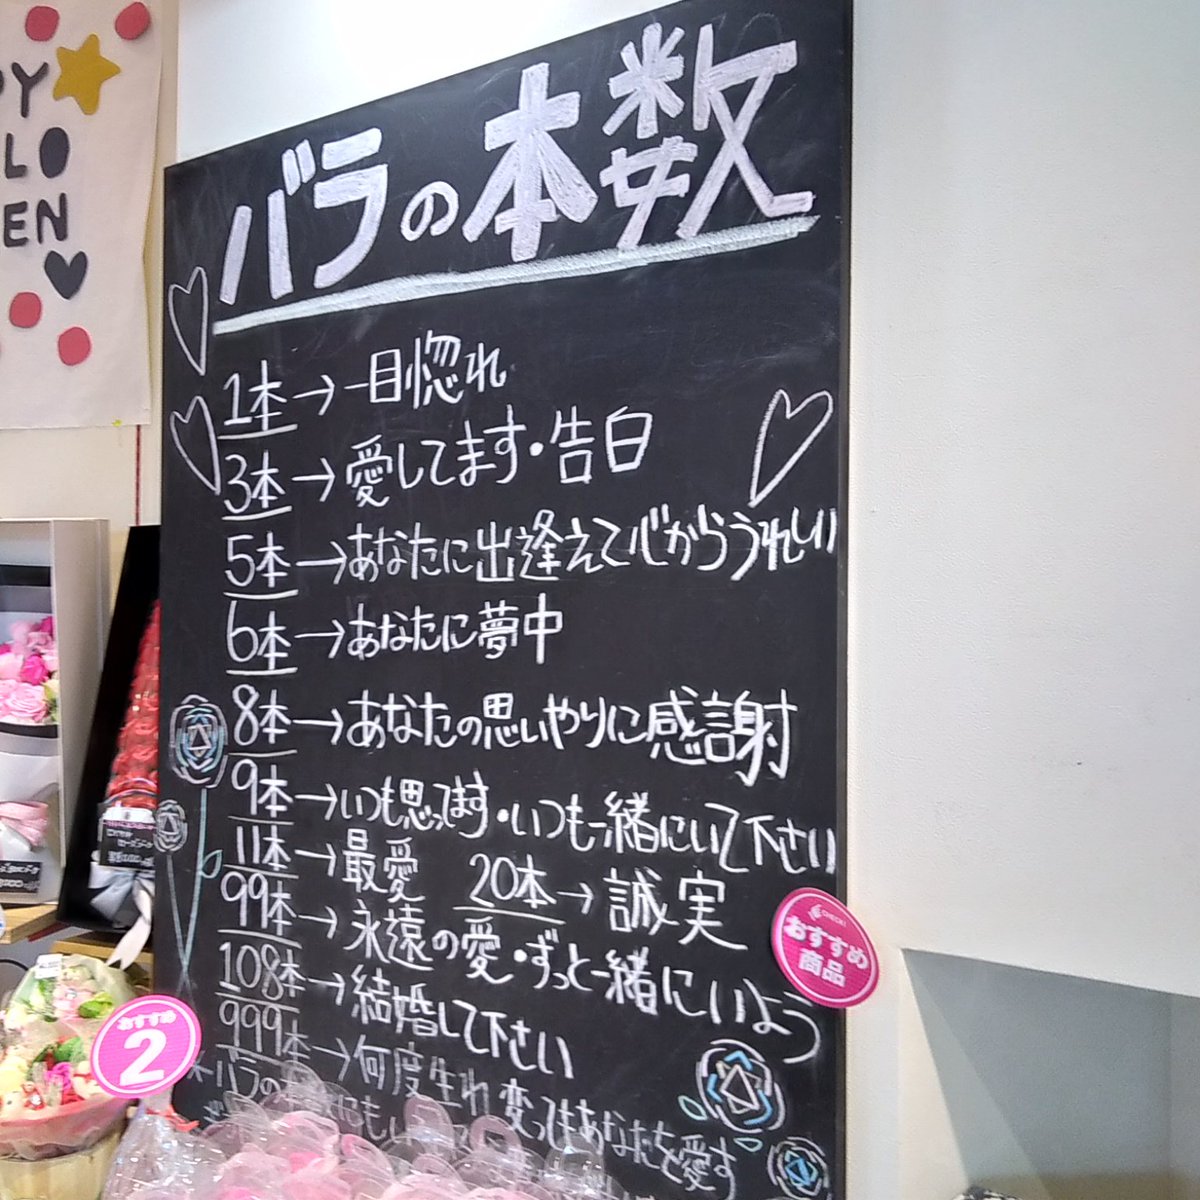 PY
LO
EN
バラの本数
1本→一目惚れ
3本→愛してます・告白
5本→あなたに出逢えて心からうれしい
6本→あなたに夢中
8本→あなたの思いやりに感謝
9本→いつも思ってます・いつも一緒にいて下さい
11本→最愛 20本→誠実
99本→永遠の愛・ずっと一緒にいよう
108本→結婚して下さい
999本→何度生れ変ってもあなたを愛す
*バラの
CHECK!
おすすめ
商品
おすすめ
2